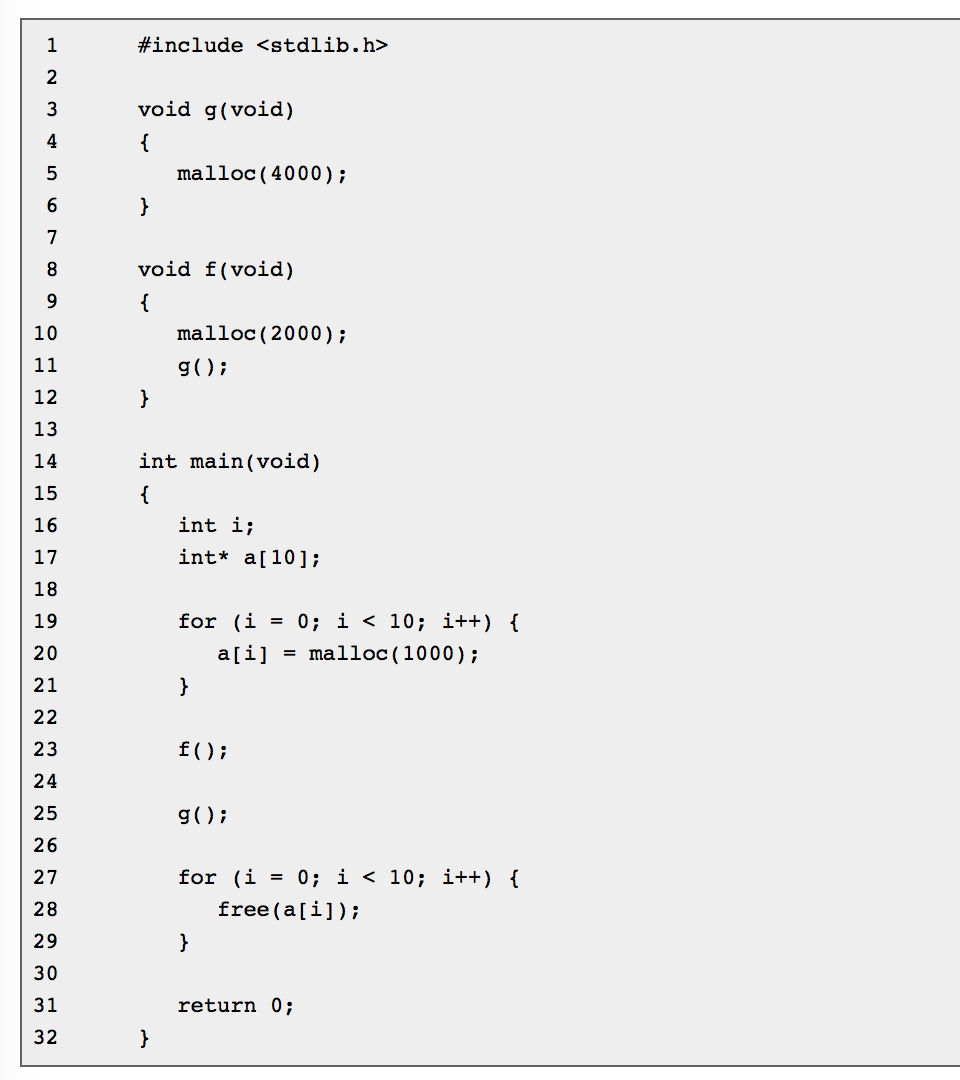 1 #include <stdlib.h>
2
3 void g(void)
4 {
5 malloc(4000);
6 }
7
8 void f(void)
9 {
10 malloc(2000);
11 g();
12 }
13
14 int main(void)
15 {
16 int i;
17 int* a[10];
18
19 for (i = 0; i < 10; i++) {
20 a[i] = malloc(1000);
21 }
22
23 f();
24
25 g();
26
27 for (i = 0; i < 10; i++) {
28 free(a[i]);
29 }
30
31 return 0;
32 }